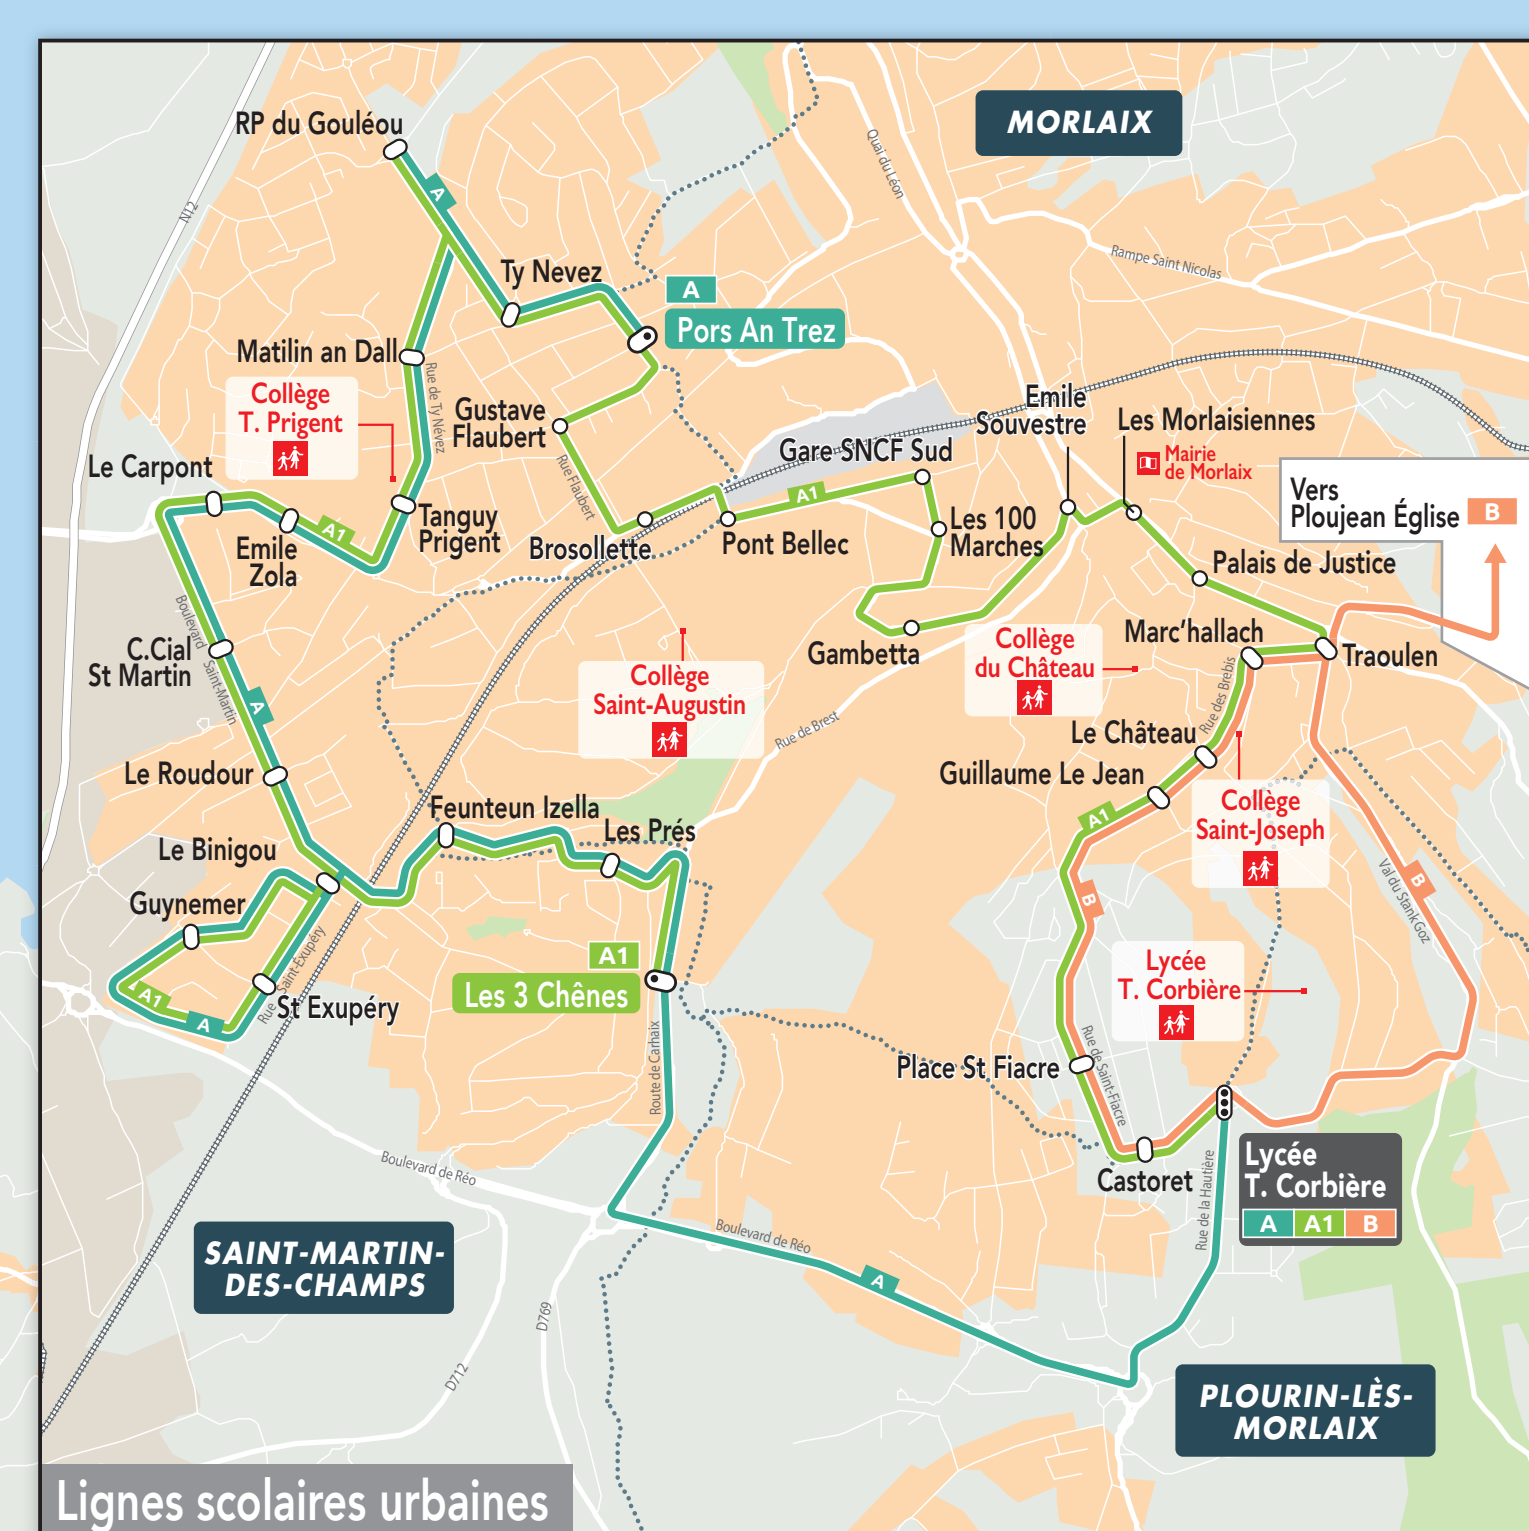 MORLAIX
RP du Gouléou
A
Quai du Léon
N12
Rampe Saint Nicolas
Ty Nevez
A
Pors An Trez
Matilin an Dall
Rue de Ty Névez
Collège
T. Prigent
Gustave
Flaubert
Rue Flaubert
Emile
Souvestre
Les Morlaisiennes
Mairie
de Morlaix
Gare SNCF Sud
Le Carpont
A1
A1
Tanguy
Prigent
Emile
Zola
Brosollette
Pont Bellec
Les 100
Marches
Vers
Ploujean Église
B
Palais de Justice
Boulevard Saint-Martin
C.Cial
St Martin
A
Gambetta
Collège
du Château
Marc'hallach
Traoulen
Collège
Saint-Augustin
Rue de Brest
Rue des Brebis
Le Château
Guillaume Le Jean
Le Roudour
Collège
Saint-Joseph
A1
Feunteun Izella
Les Prés
Le Binigou
B
B
Val du Stank Goz
Guynemer
A1
Les 3 Chênes
Lycée
T. Corbière
A1
A
Rue Saint-Exupéry
St Exupéry
Route de Carhaix
Place St Fiacre
Rue de Saint-Fiacre
Castoret
Rue de la Hautière
Lycée
T. Corbière
A A1 B
Boulevard de Réo
Boulevard de Réo
A
SAINT-MARTIN-
DES-CHAMPS
D769
D712
PLOURIN-LÈS-
MORLAIX
Lignes scolaires urbaines